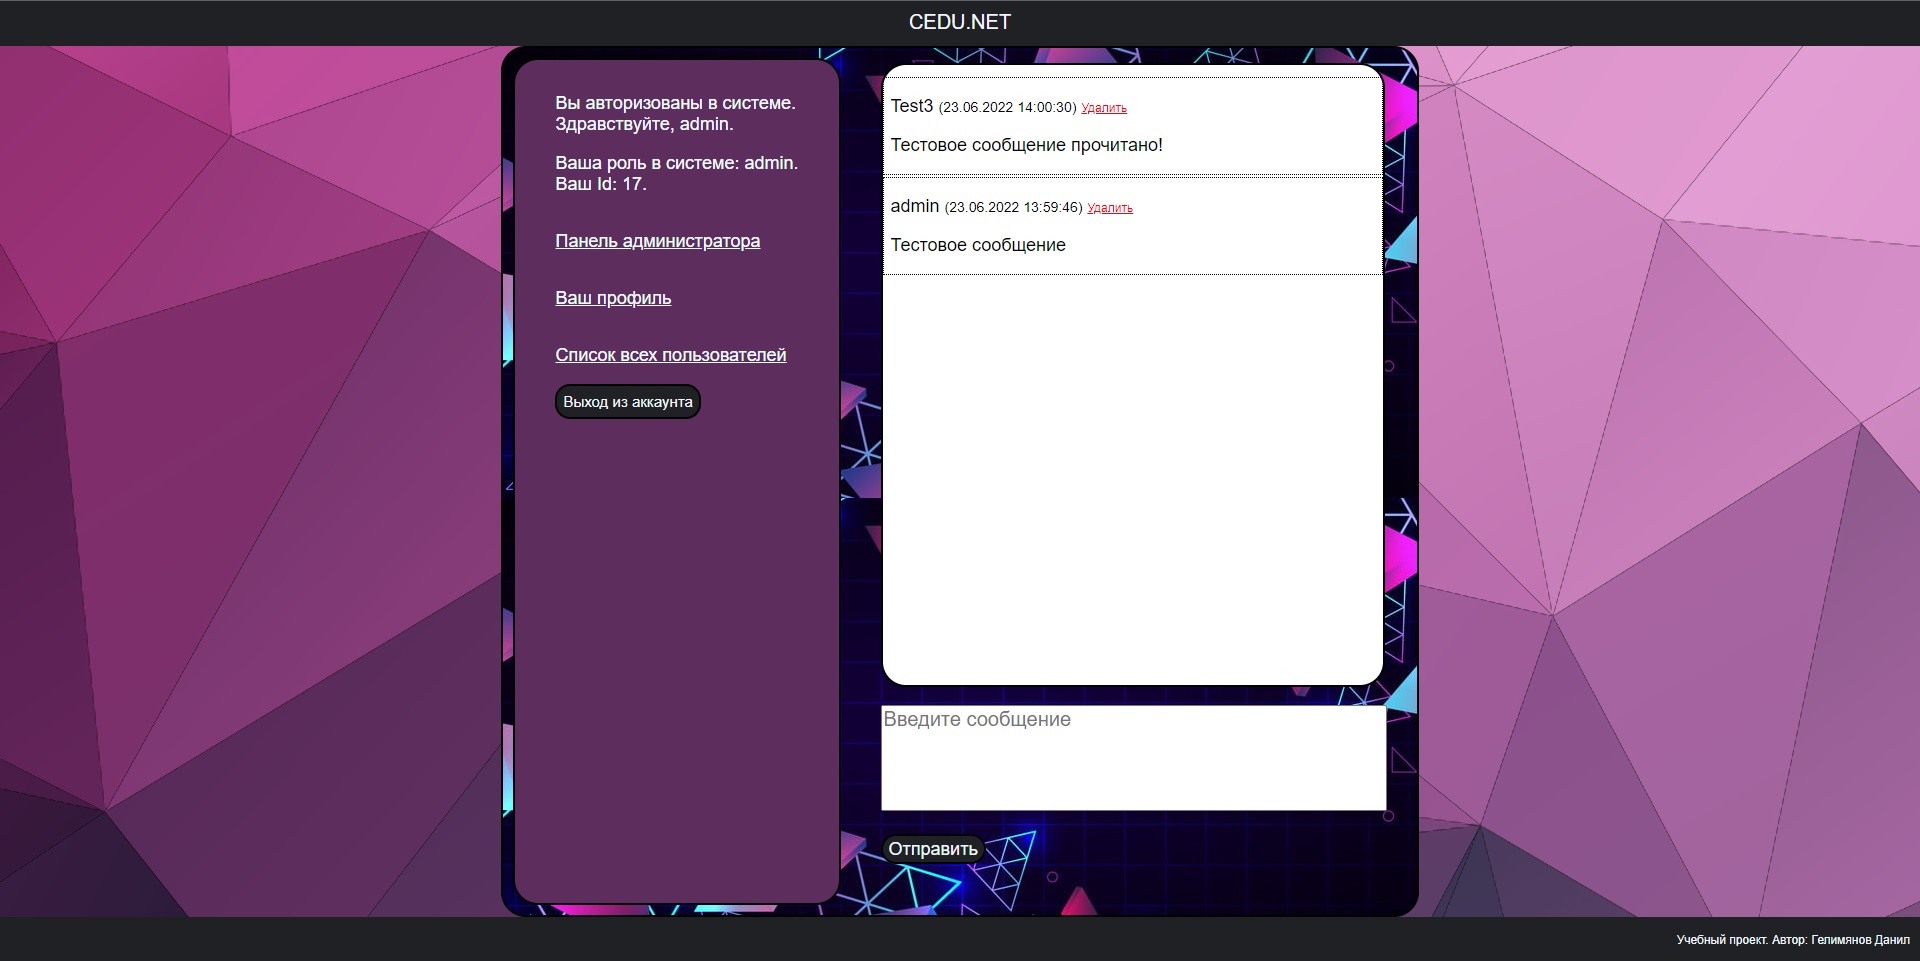 CEDU.NET
Вы авторизованы в системе.
Здравствуйте, admin.
Ваша роль в системе: admin.
Ваш Id: 17.
Панель администратора
Ваш профиль
Список всех пользователей
Выход из аккаунта
Test3 (23.06.2022 14:00:30) Удалить
Тестовое сообщение прочитано!
admin (23.06.2022 13:59:46) Удалить
Тестовое сообщение
Введите сообщение
Отправить
Учебный проект. Автор: Гелимянов Данил